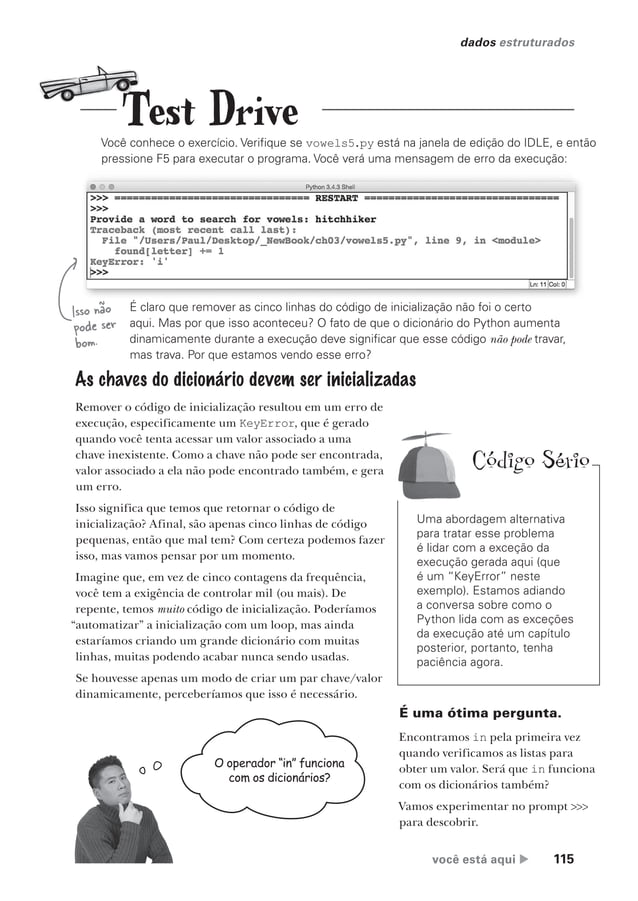 dados estruturados
Test Drive
Você conhece o exercício. Verifique se vowels5.py está na janela de edição do IDLE, e então
pressione F5 para executar o programa. Você verá uma mensagem de erro da execução:
Python 3.4.3 Shell
>>> ================================ RESTART ================================
>>>
Provide a word to search for vowels: hitchhiker
Traceback (most recent call last):
File "/Users/Paul/Desktop/_NewBook/ch03/vowels5.py", line 9, in <module>
found[letter] += 1
KeyError: 'i'
>>>
Ln: 11 Col: 0
Isso não
pode ser
bom.
É claro que remover as cinco linhas do código de inicialização não foi o certo
aqui. Mas por que isso aconteceu? O fato de que o dicionário do Python aumenta
dinamicamente durante a execução deve significar que esse código não pode travar,
mas trava. Por que estamos vendo esse erro?
As chaves do dicionário devem ser inicializadas
Remover o código de inicialização resultou em um erro de
execução, especificamente um KeyError, que é gerado
quando você tenta acessar um valor associado a uma
chave inexistente. Como a chave não pode ser encontrada,
valor associado a ela não pode encontrado também, e gera
um erro.
Isso significa que temos que retornar o código de
inicialização? Afinal, são apenas cinco linhas de código
pequenas, então que mal tem? Com certeza podemos fazer
isso, mas vamos pensar por um momento.
Imagine que, em vez de cinco contagens da frequência,
você tem a exigência de controlar mil (ou mais). De
repente, temos muito código de inicialização. Poderíamos
“automatizar” a inicialização com um loop, mas ainda
estaríamos criando um grande dicionário com muitas
linhas, muitas podendo acabar nunca sendo usadas.
Se houvesse apenas um modo de criar um par chave/valor
dinamicamente, perceberíamos que isso é necessário.
O operador “in” funciona
com os dicionários?
Código Sério
Uma abordagem alternativa
para tratar esse problema
é lidar com a exceção da
execução gerada aqui (que
é um “KeyError” neste
exemplo). Estamos adiando
a conversa sobre como o
Python lida com as exceções
da execução até um capítulo
posterior, portanto, tenha
paciência agora.
É uma ótima pergunta.
Encontramos in pela primeira vez
quando verificamos as listas para
obter um valor. Será que in funciona
com os dicionários também?
Vamos experimentar no prompt >>>
para descobrir.
você está aqui ▶ 115